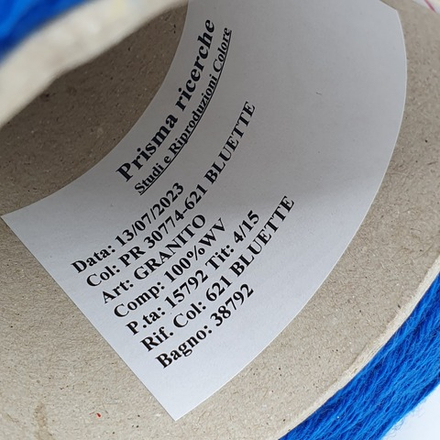 Prisma ricerche
Studi e Riproduzioni Colore
Data: 13/07/2023
Col: PR 30774-621 BLUETTE
Art: GRANITO
Comp: 100%WV
P.ta: 15792 Tit: 4/15
Rif. Col: 621 BLUETTE
Bagno: 38792